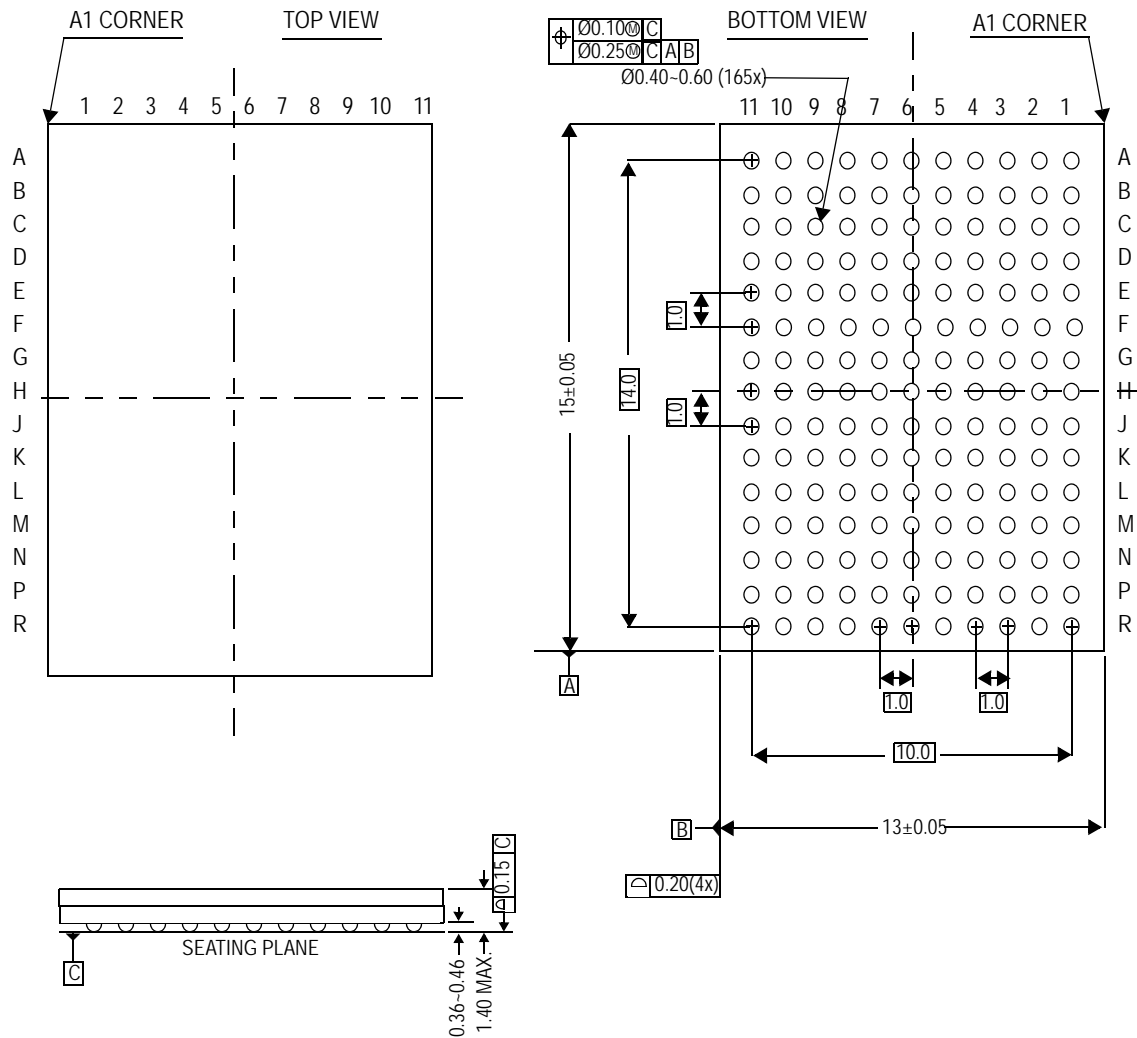 A1 CORNER
TOP VIEW
1 2 3 4 5 6 7 8 9 10 11
A
B
C
D
E
F
G
H
J
K
L
M
N
P
R
Ø0.10Ⓜ C
Ø0.25Ⓜ C A B
BOTTOM VIEW
A1 CORNER
Ø0.40~0.60 (165x)
11 10 9 8 7 6 5 4 3 2 1
A
B
C
D
E
F
G
H
J
K
L
M
N
P
R
15±0.05
14.0
1.0
1.0
A
1.0
1.0
10.0
B
13±0.05
0.20(4x)
0.15 C
SEATING PLANE
C
0.36~0.46
1.40 MAX.